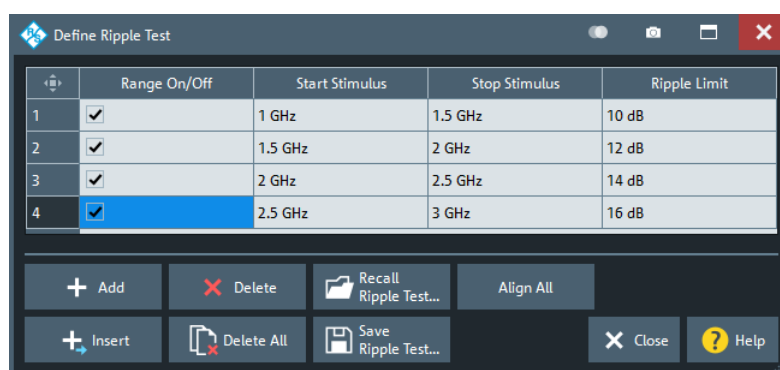 Define Ripple Test
Range On/Off Start Stimulus Stop Stimulus Ripple Limit
1 1 GHz 1.5 GHz 10 dB
2 1.5 GHz 2 GHz 12 dB
3 2 GHz 2.5 GHz 14 dB
4 2.5 GHz 3 GHz 16 dB
Add Delete Recall Ripple Test... Align All
Insert Delete All Save Ripple Test... Close ? Help